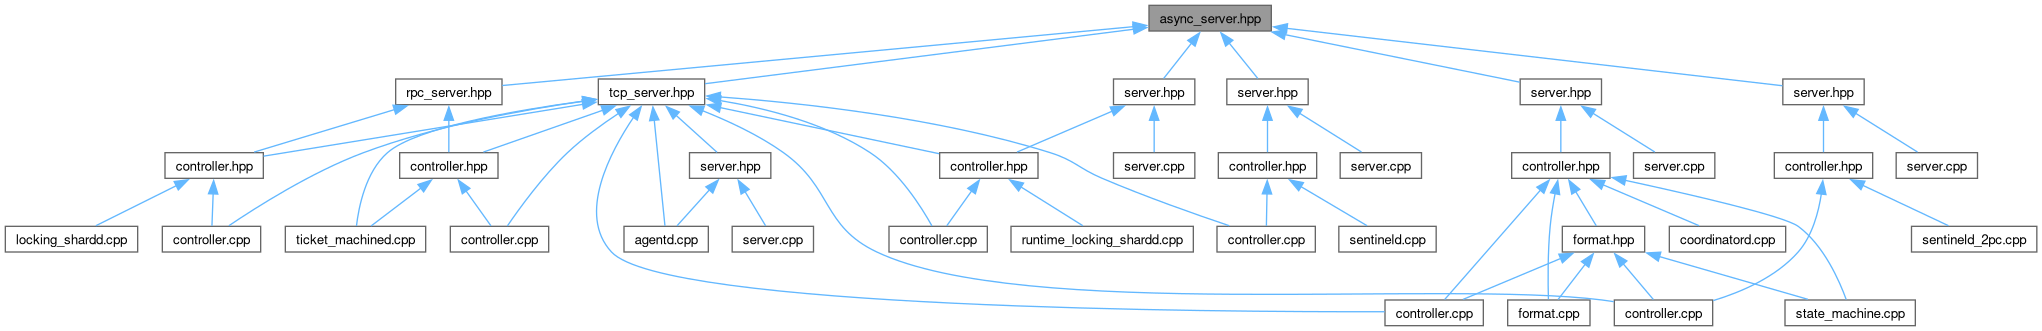 async_server.hpp
rpc_server.hpp
tcp_server.hpp
server.hpp
server.hpp
server.hpp
server.hpp
controller.hpp
controller.hpp
server.hpp
controller.hpp
server.cpp
controller.hpp
server.cpp
controller.hpp
server.cpp
controller.hpp
server.cpp
locking_shardd.cpp
controller.cpp
ticket_machined.cpp
controller.cpp
agentd.cpp
server.cpp
controller.cpp
runtime_locking_shardd.cpp
controller.cpp
sentineld.cpp
format.hpp
coordinatord.cpp
sentineld_2pc.cpp
controller.cpp
format.cpp
controller.cpp
state_machine.cpp